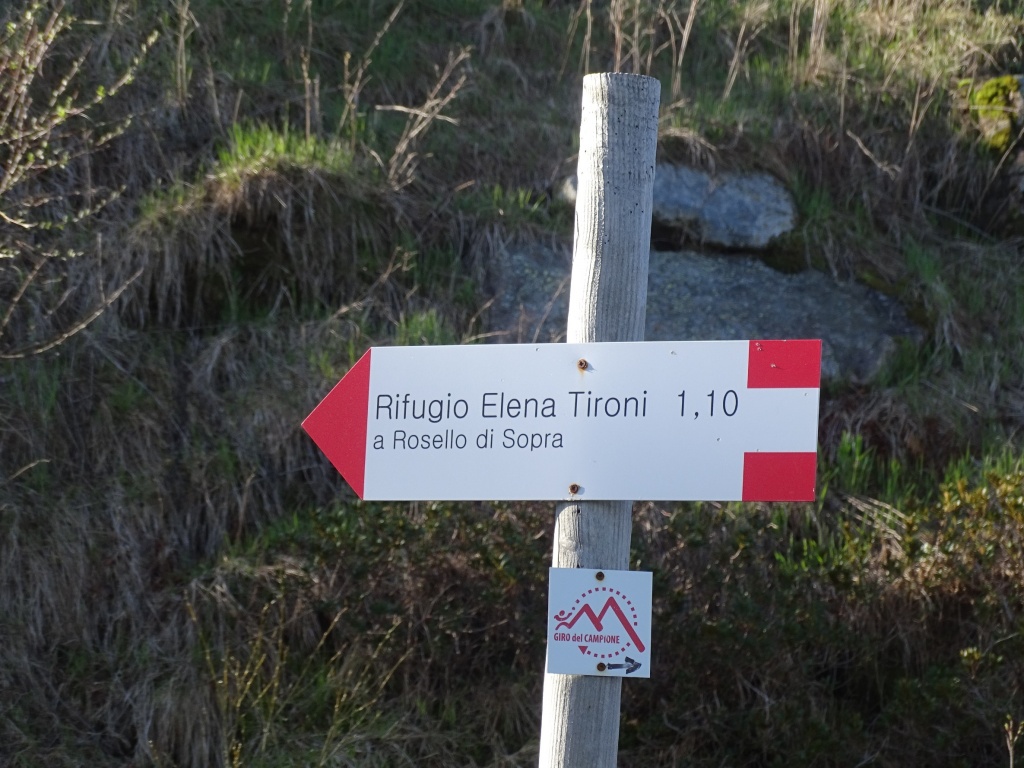 Rifugio Elena Tironi 1,10
a Rosello di Sopra
GIRO del CAMPIONE